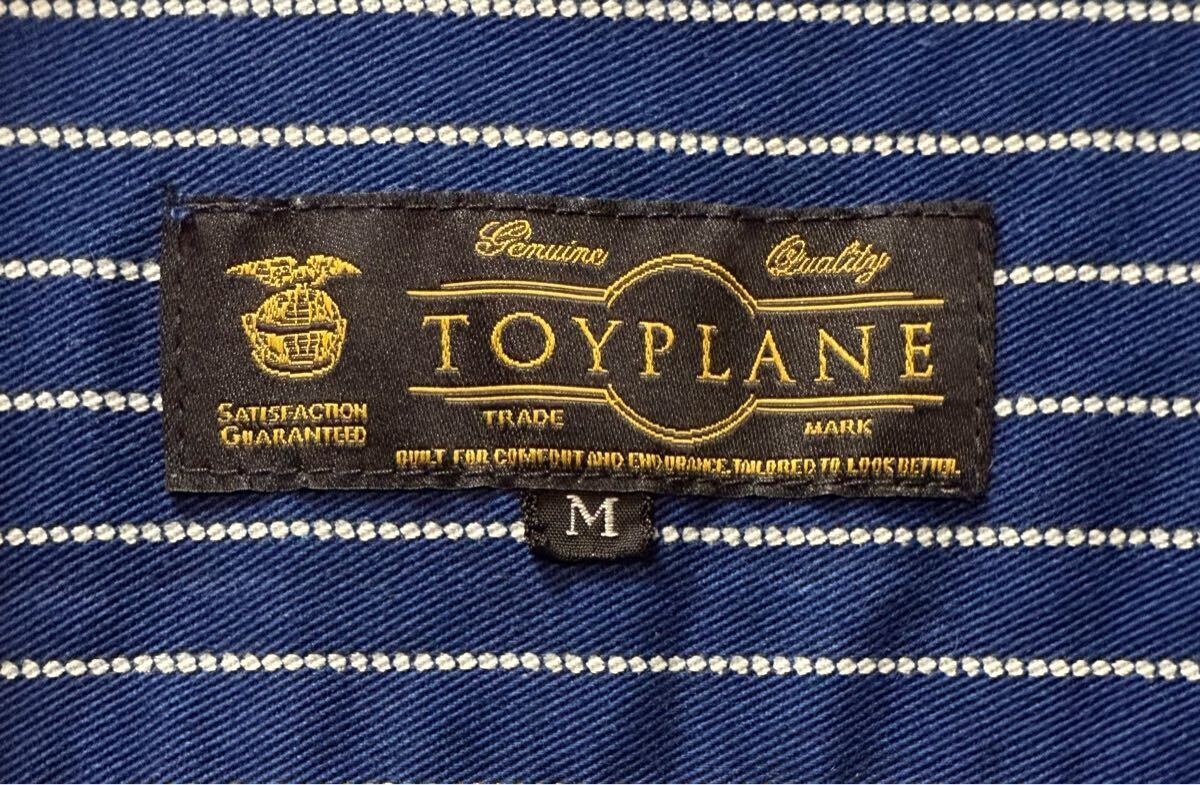 Genuine Quality
TOYPLANE
TRADE MARK
SATISFACTION
GUARANTEED
BUILT FOR COMFORT AND ENDURANCE. TAILORED TO LOOK BETTER.
M